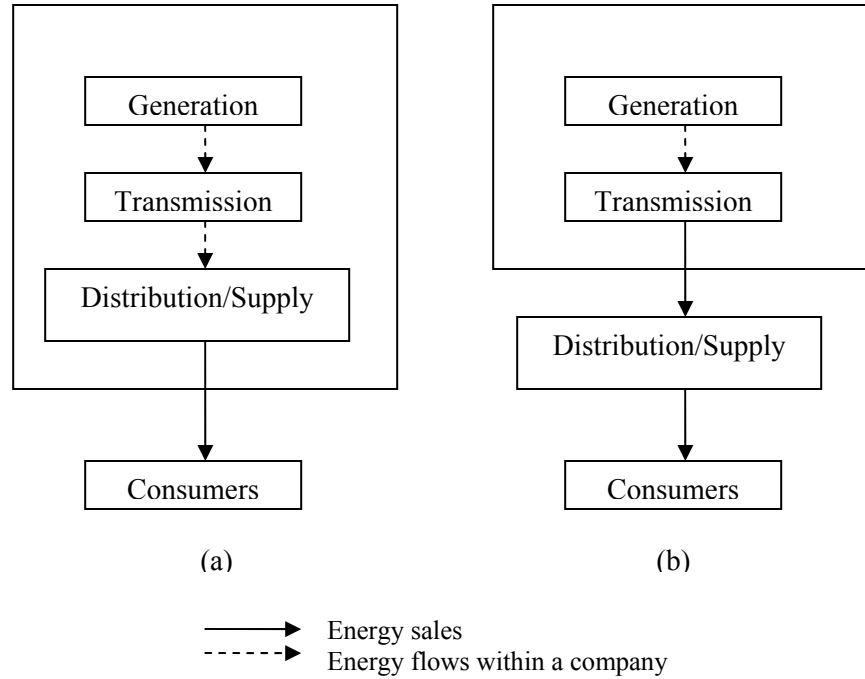 Generation
Transmission
Distribution/Supply
Consumers
(a)
Generation
Transmission
Distribution/Supply
Consumers
(b)
Energy sales
Energy flows within a company